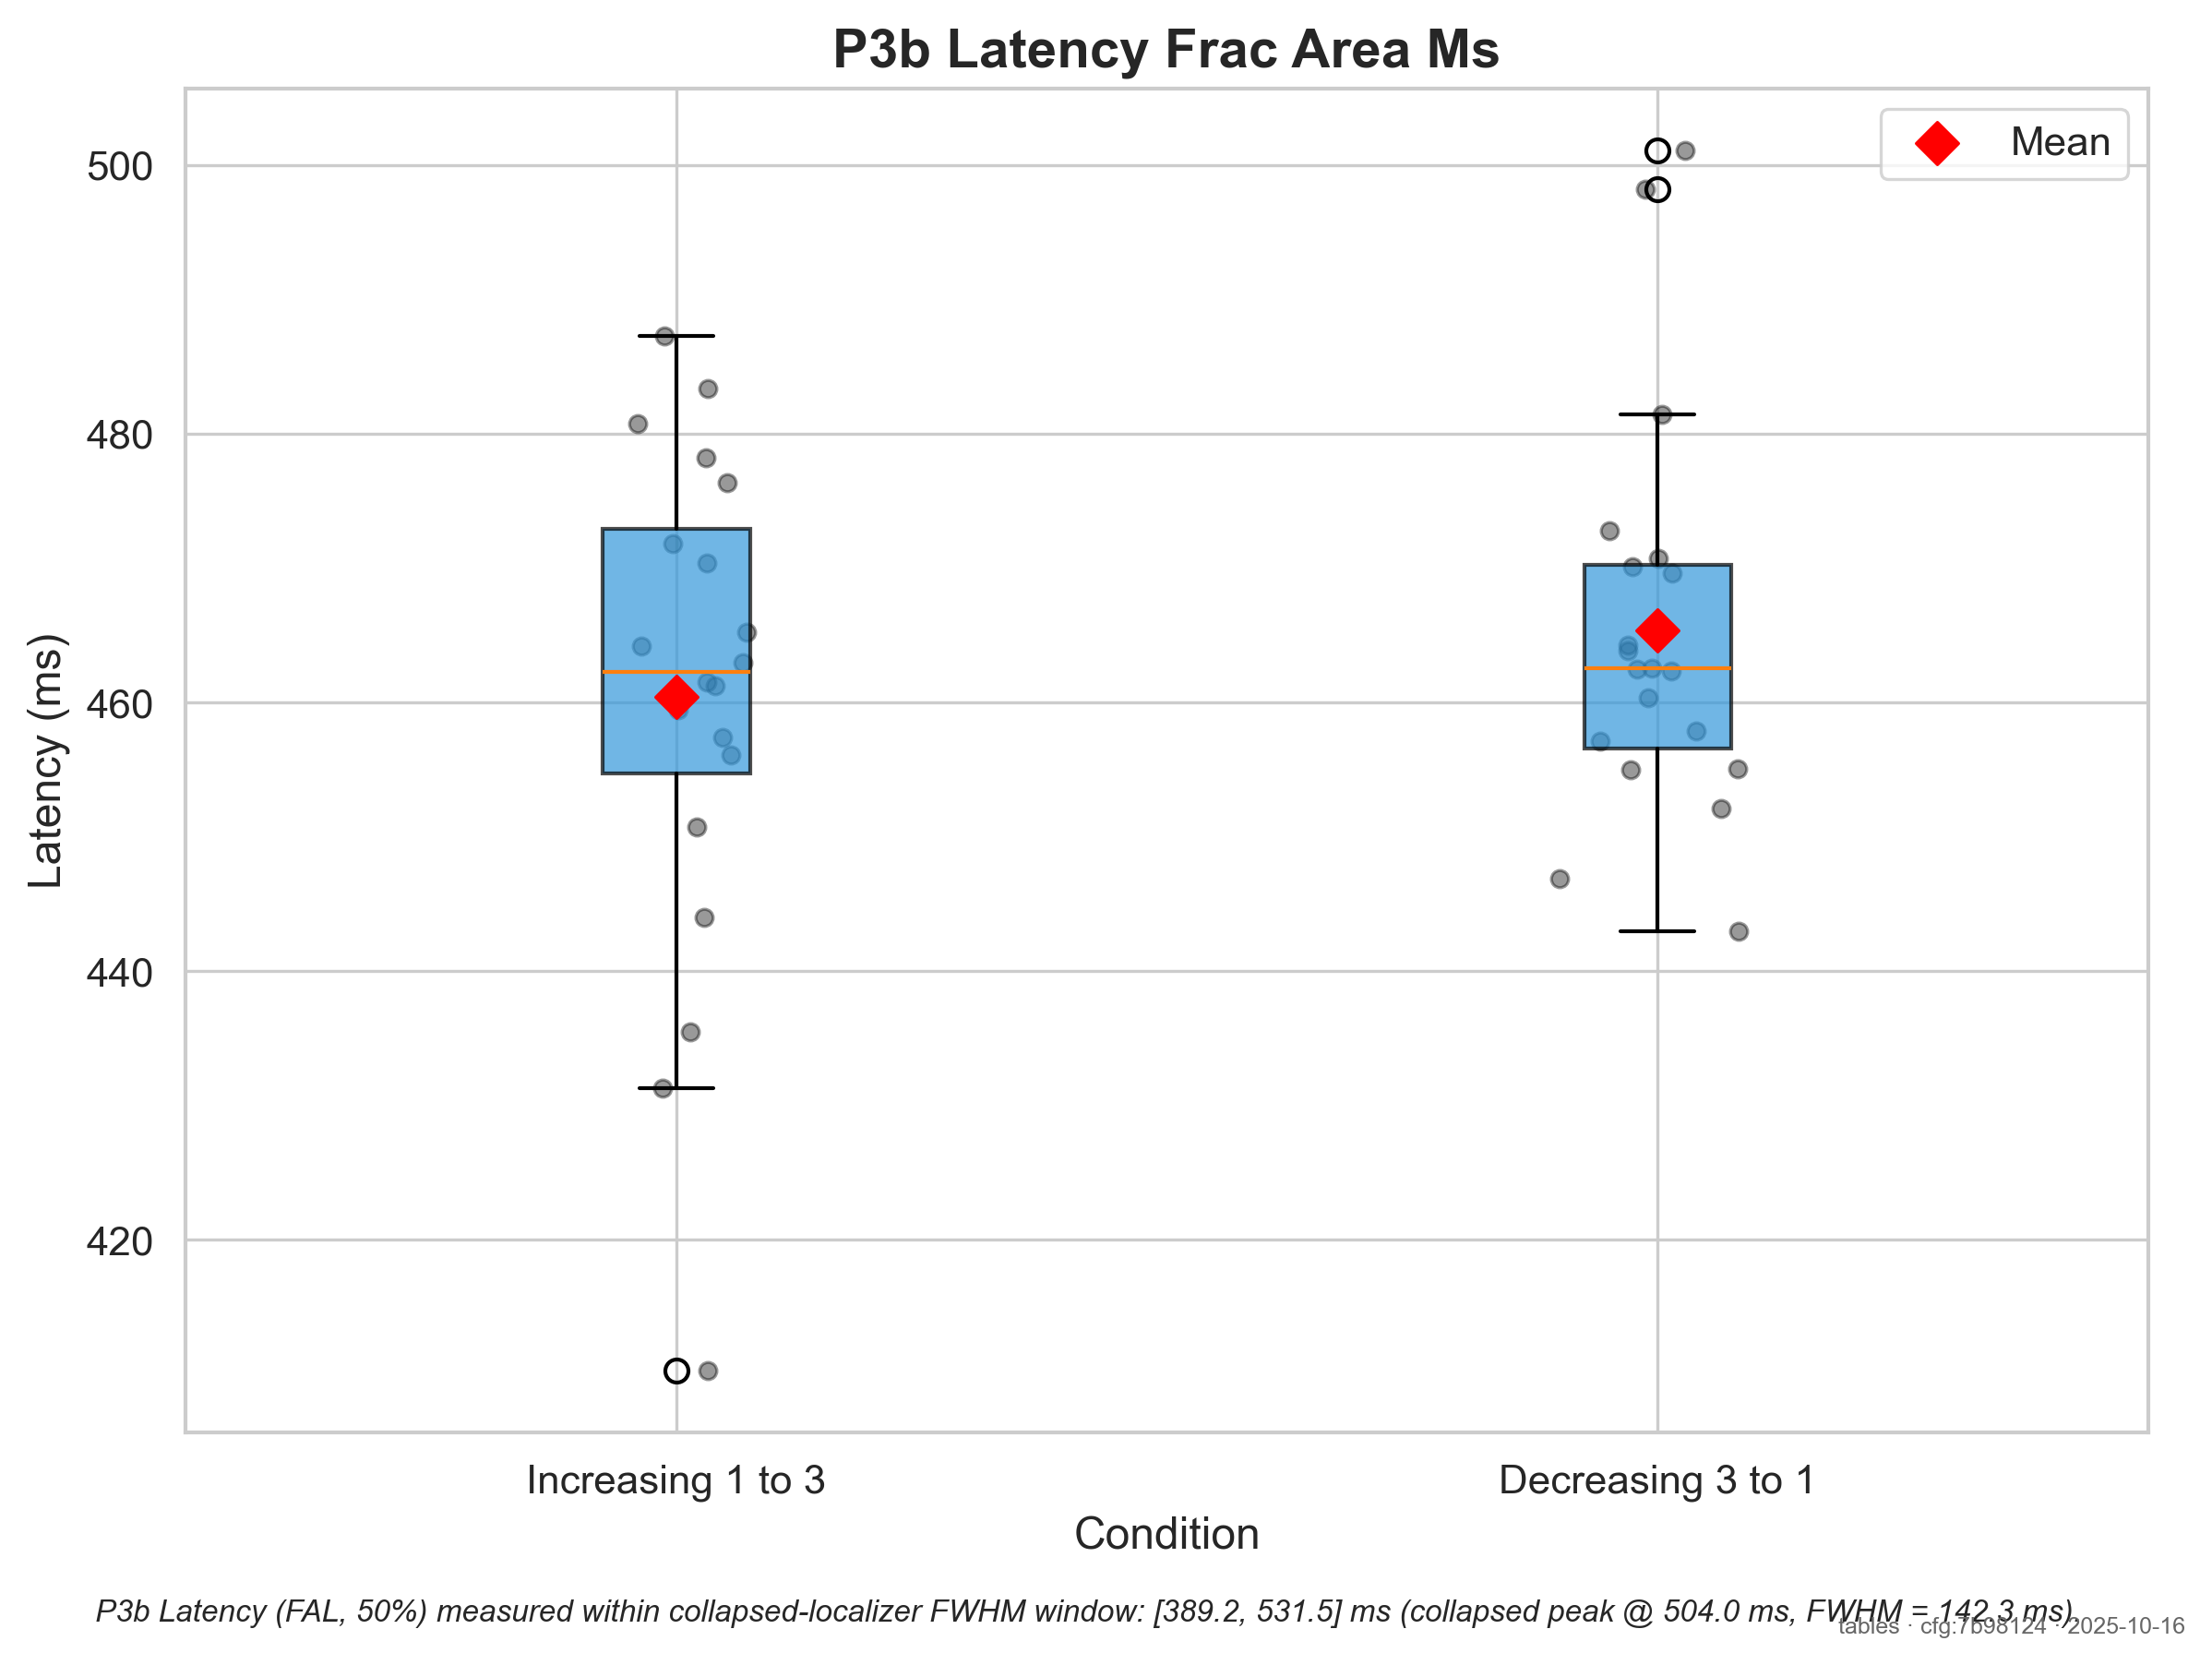 P3b Latency Frac Area Ms
Mean
500
480
460
440
420
Latency (ms)
Increasing 1 to 3
Decreasing 3 to 1
Condition
P3b Latency (FAL, 50%) measured within collapsed-localizer FWHM window: [389.2, 531.5] ms (collapsed peak @ 504.0 ms, FWHM = 142.3 ms).
tables · cfg:7b98124 · 2025-10-16